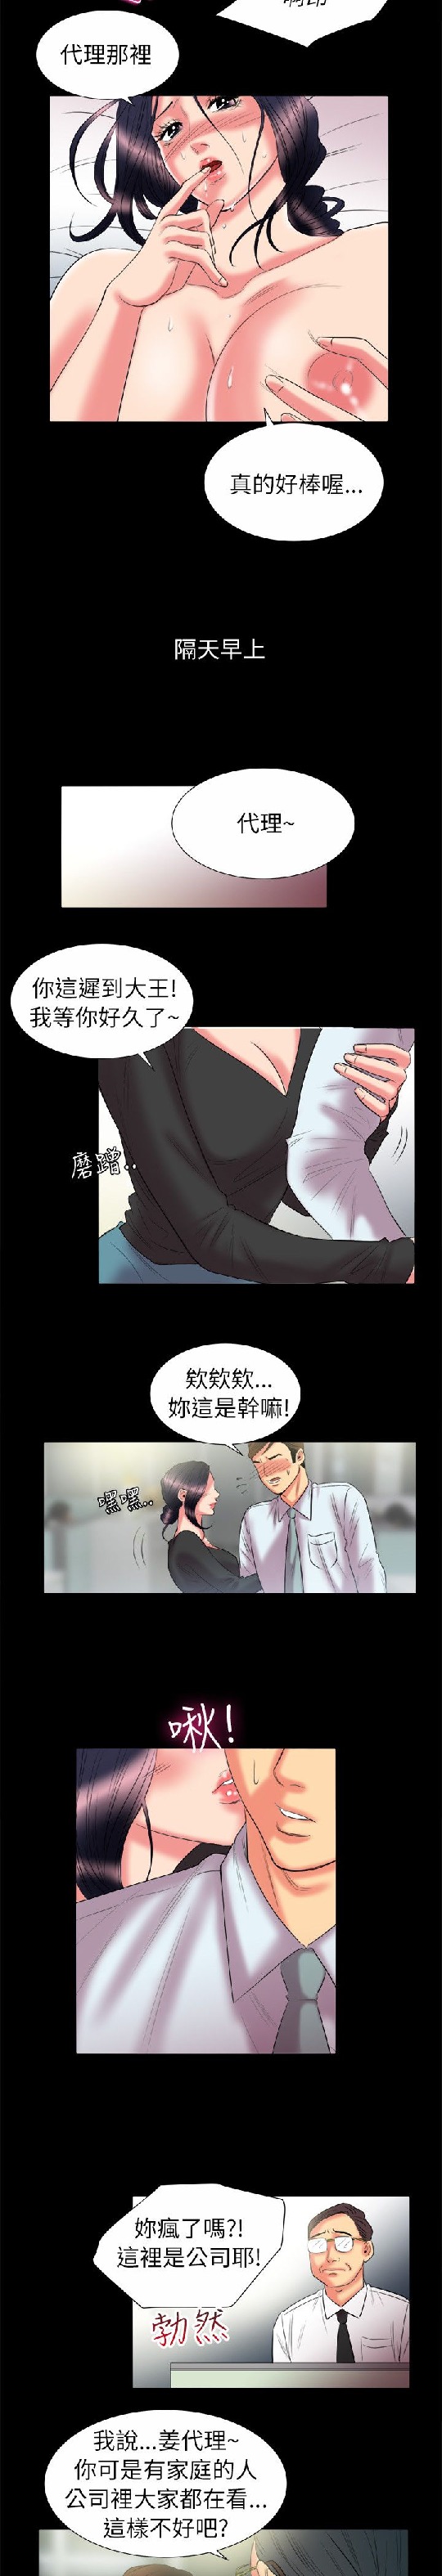 代理那裡
真的好棒喔...
隔天早上
代理~
你這遲到大王!
我等你好久了~
磨蹭..
欸欸欸...
妳這是幹嘛!
嘿嘿..
啾!
妳瘋了嗎?!
這裡是公司耶!
勃然
我說...姜代理~
你可是有家庭的人
公司裡大家都在看...
這樣不好吧?